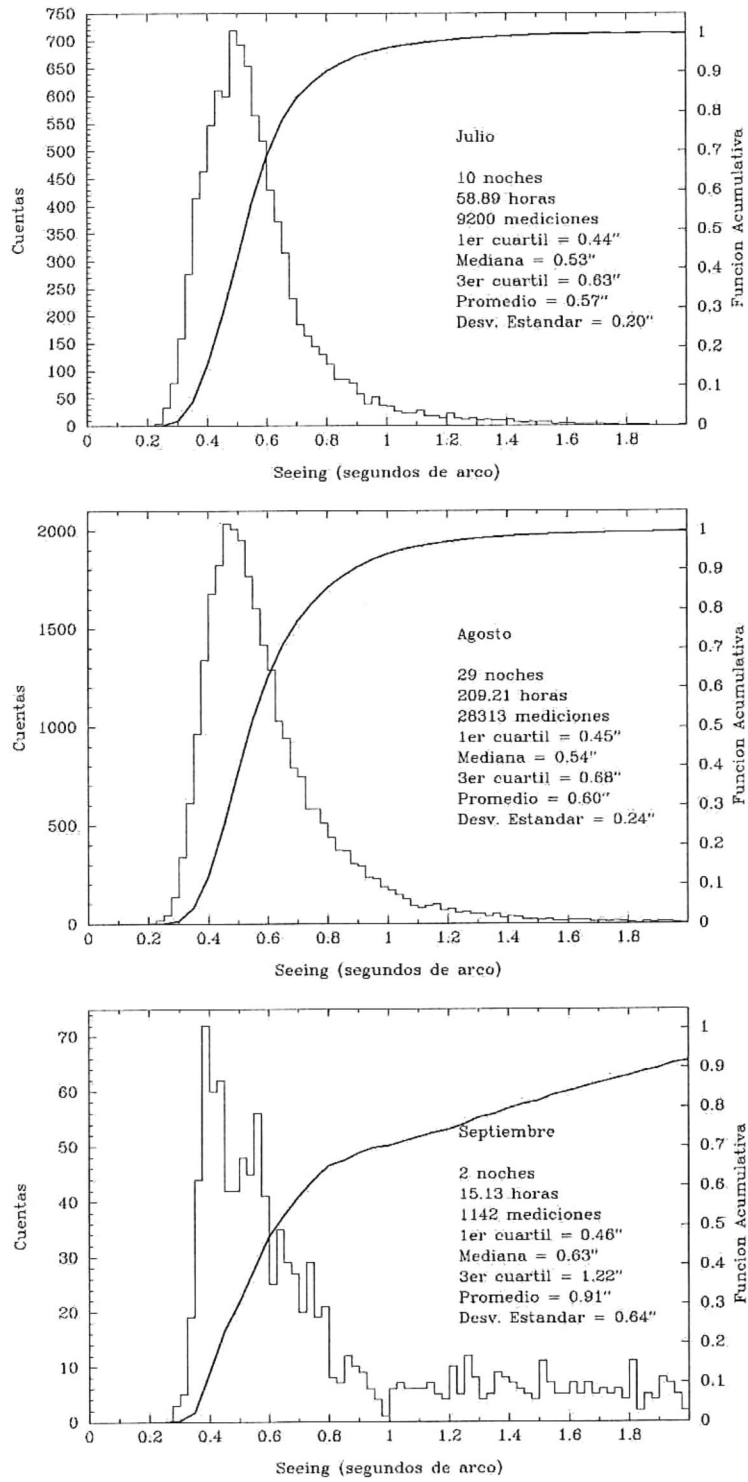 750
700
650
600
550
500
450
400
350
300
250
200
150
100
50
0
Cuentas
0 0.2 0.4 0.6 0.8 1 1.2 1.4 1.6 1.8
Seeing (segundos de arco)
1
0.9
0.8
0.7
0.6
0.5
0.4
0.3
0.2
0.1
0
Funcion Acumulativa
Julio
10 noches
58.89 horas
9200 mediciones
1er cuartil = 0.44"
Mediana = 0.53"
3er cuartil = 0.63"
Promedio = 0.57"
Desv. Estandar = 0.20"
2000
1500
1000
500
0
Cuentas
0 0.2 0.4 0.6 0.8 1 1.2 1.4 1.6 1.8
Seeing (segundos de arco)
1
0.9
0.8
0.7
0.6
0.5
0.4
0.3
0.2
0.1
0
Funcion Acumulativa
Agosto
29 noches
209.21 horas
28313 mediciones
1er cuartil = 0.45"
Mediana = 0.54"
3er cuartil = 0.68"
Promedio = 0.60"
Desv. Estandar = 0.24"
70
60
50
40
30
20
10
0
Cuentas
0 0.2 0.4 0.6 0.8 1 1.2 1.4 1.6 1.8
Seeing (segundos de arco)
1
0.9
0.8
0.7
0.6
0.5
0.4
0.3
0.2
0.1
0
Funcion Acumulativa
Septiembre
2 noches
15.13 horas
1142 mediciones
1er cuartil = 0.46"
Mediana = 0.63"
3er cuartil = 1.22"
Promedio = 0.91"
Desv. Estandar = 0.64"